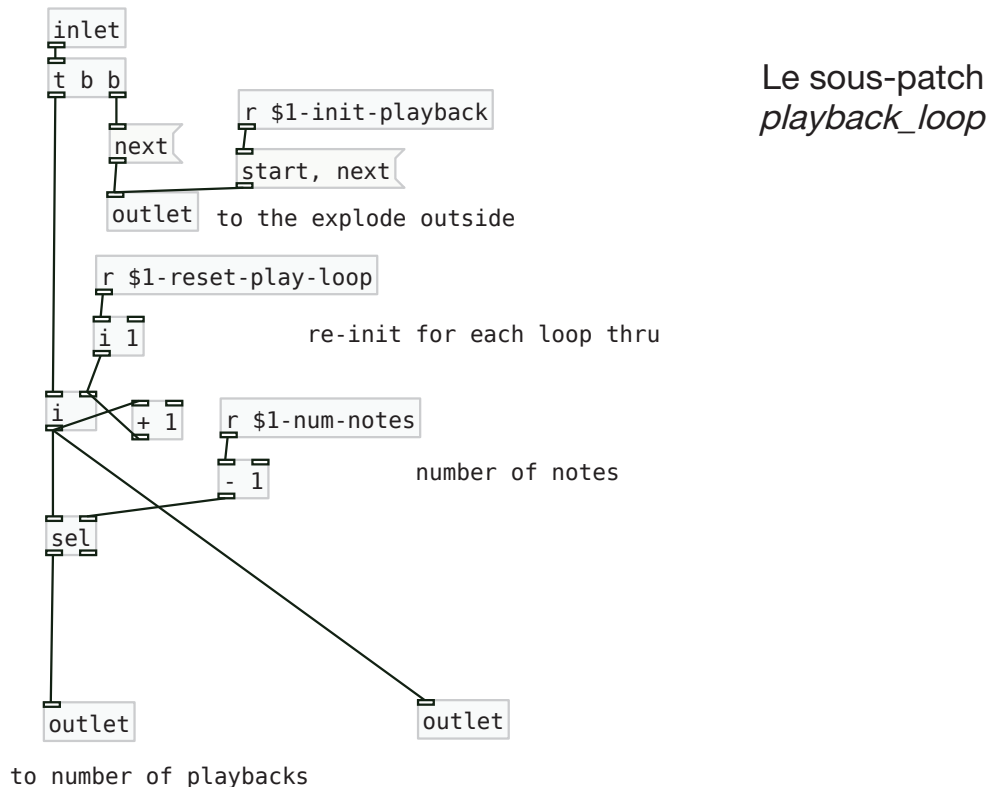 inlet
t b b
Le sous-patch
playback_loop
r $1-init-playback
next
start, next
outlet
to the explode outside
r $1-reset-play-loop
i 1
re-init for each loop thru
i
+ 1
r $1-num-notes
- 1
number of notes
sel
outlet
outlet
to number of playbacks